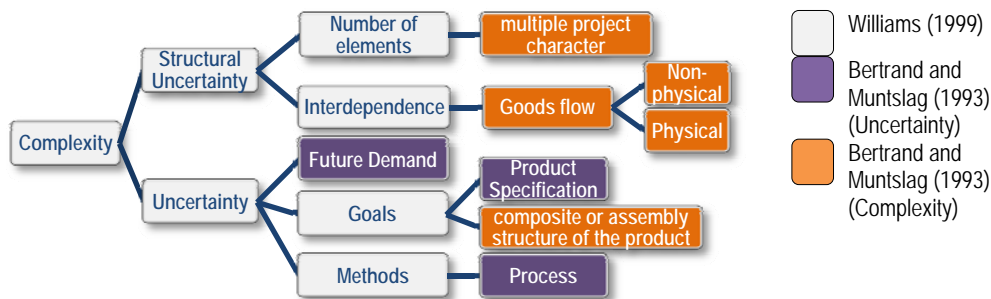 Number of
elements
multiple project
character
Structural
Uncertainty
Interdependence
Goods flow
Non-
physical
Physical
Complexity
Uncertainty
Future Demand
Goals
Product
Specification
composite or assembly
structure of the product
Methods
Process
Williams (1999)
Bertrand and
Muntslag (1993)
(Uncertainty)
Bertrand and
Muntslag (1993)
(Complexity)